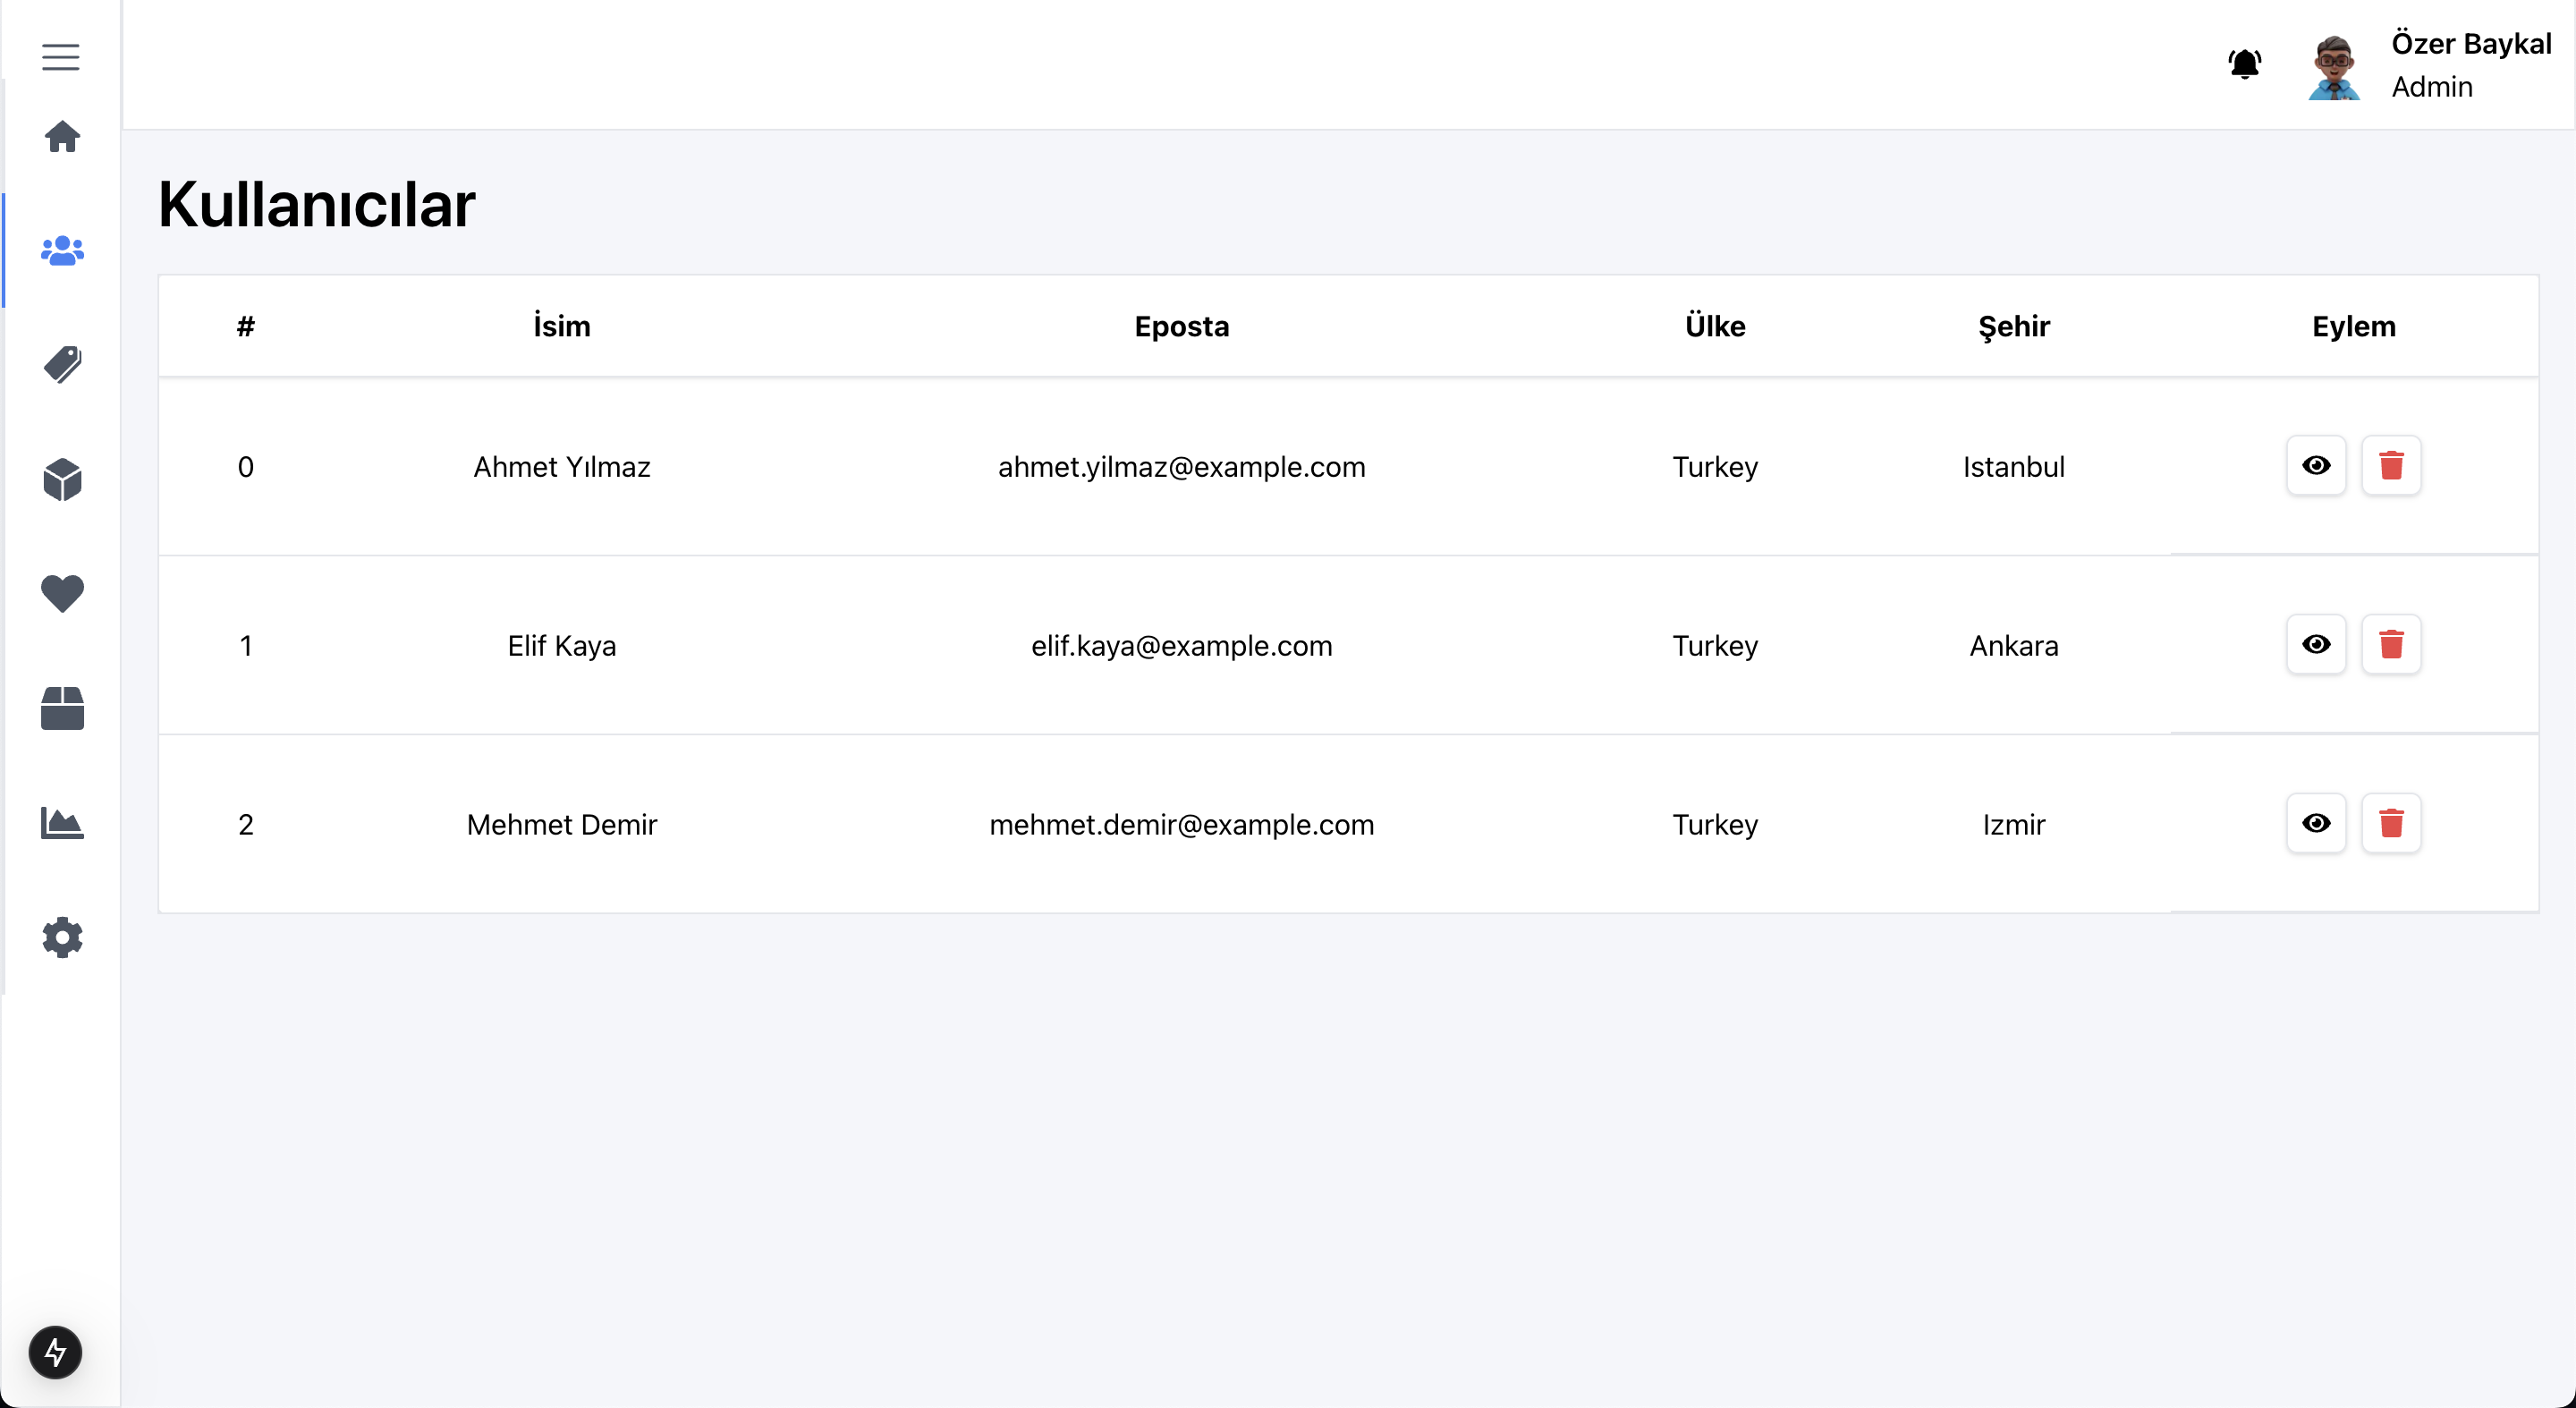 Özer Baykal
Admin
Kullanıcılar
# İsim Eposta Ülke Şehir Eylem
0 Ahmet Yılmaz ahmet.yilmaz@example.com Turkey Istanbul
1 Elif Kaya elif.kaya@example.com Turkey Ankara
2 Mehmet Demir mehmet.demir@example.com Turkey Izmir